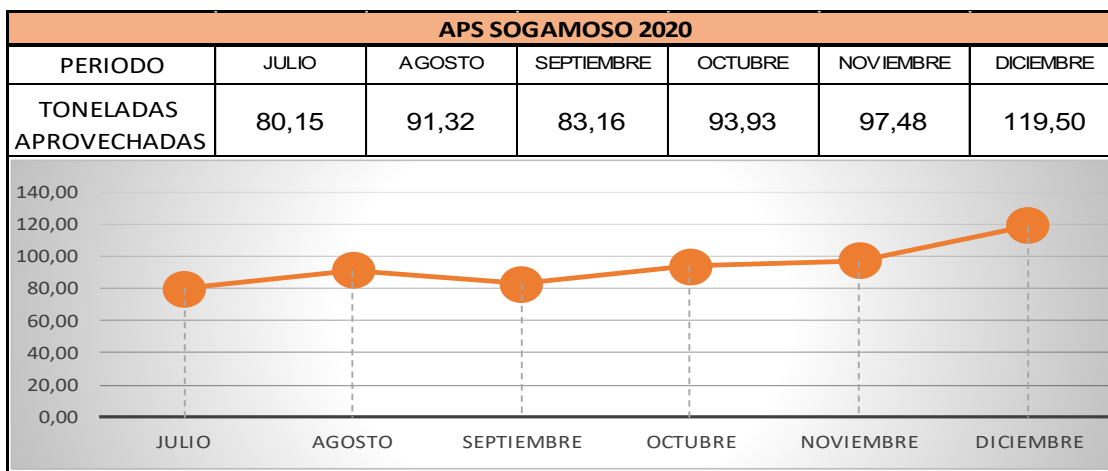 APS SOGAMOSO 2020
PERIODO JULIO AGOSTO SEPTIEMBRE OCTUBRE NOVIEMBRE DICIEMBRE
TONELADAS
APROVECHADAS 80,15 91,32 83,16 93,93 97,48 119,50
140,00
120,00
100,00
80,00
60,00
40,00
20,00
0,00
JULIO AGOSTO SEPTIEMBRE OCTUBRE NOVIEMBRE DICIEMBRE